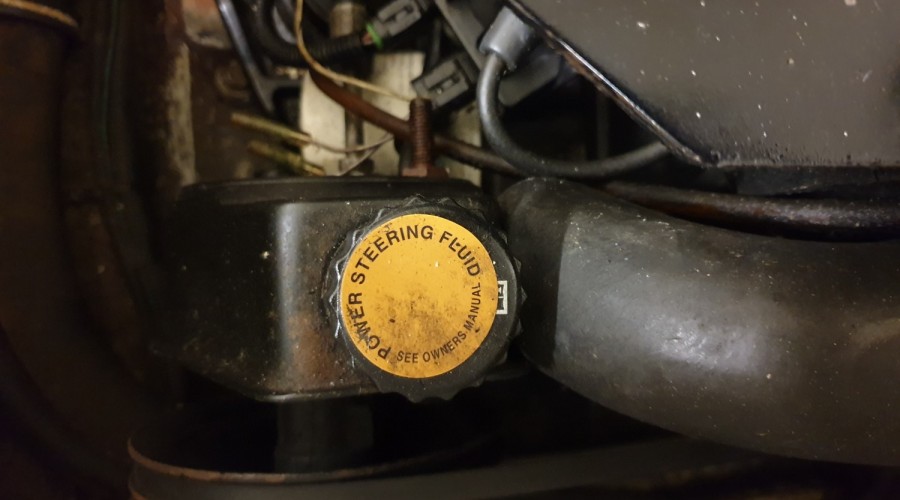 POWER STEERING FLUID
SEE OWNERS MANUAL